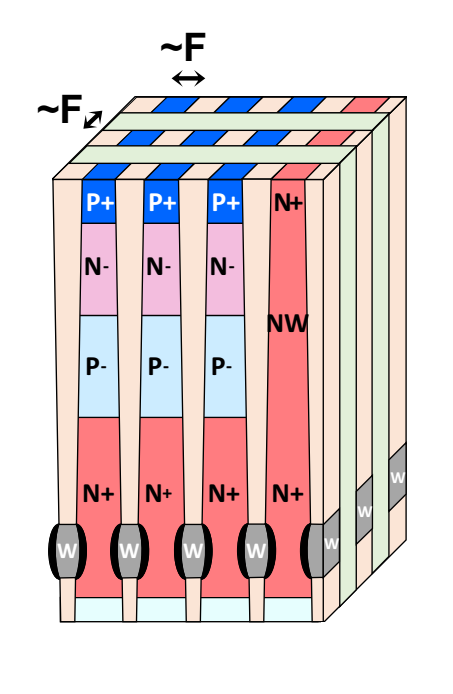 ~F
~F
P+ P+ P+ N+
N- N- N-
NW
P- P- P-
N+ N+ N+ N+
W W W W W W W